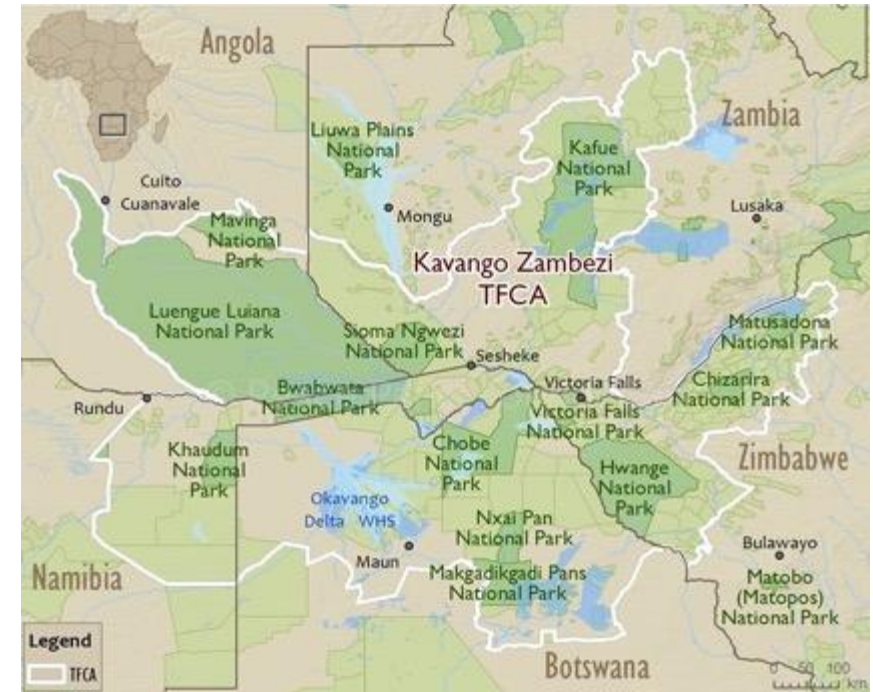 Angola
Zambia
Liuwa Plains
National
Park
Kafue
National
Park
Cuito
Cuanavale
Mongu
Lusaka
Mavinga
National
Park
Kavango Zambezi
TFCA
Luengue Luiana
National Park
Sioma Ngwezi
National Park
Sesheke
Matusadona
National Park
Bwabwata
National Park
Victoria Falls
Chizarira
National Park
Rundu
Victoria Falls
National Park
Khaudum
National
Park
Chobe
National
Park
Hwange
National
Park
Zimbabwe
Okavango
Delta WHS
Nxai Pan
National Park
Maun
Bulawayo
Makgadikgadi Pans
National Park
Matobo
(Matopos)
National Park
Namibia
Botswana
Legend
TFCA
0 50 100
km